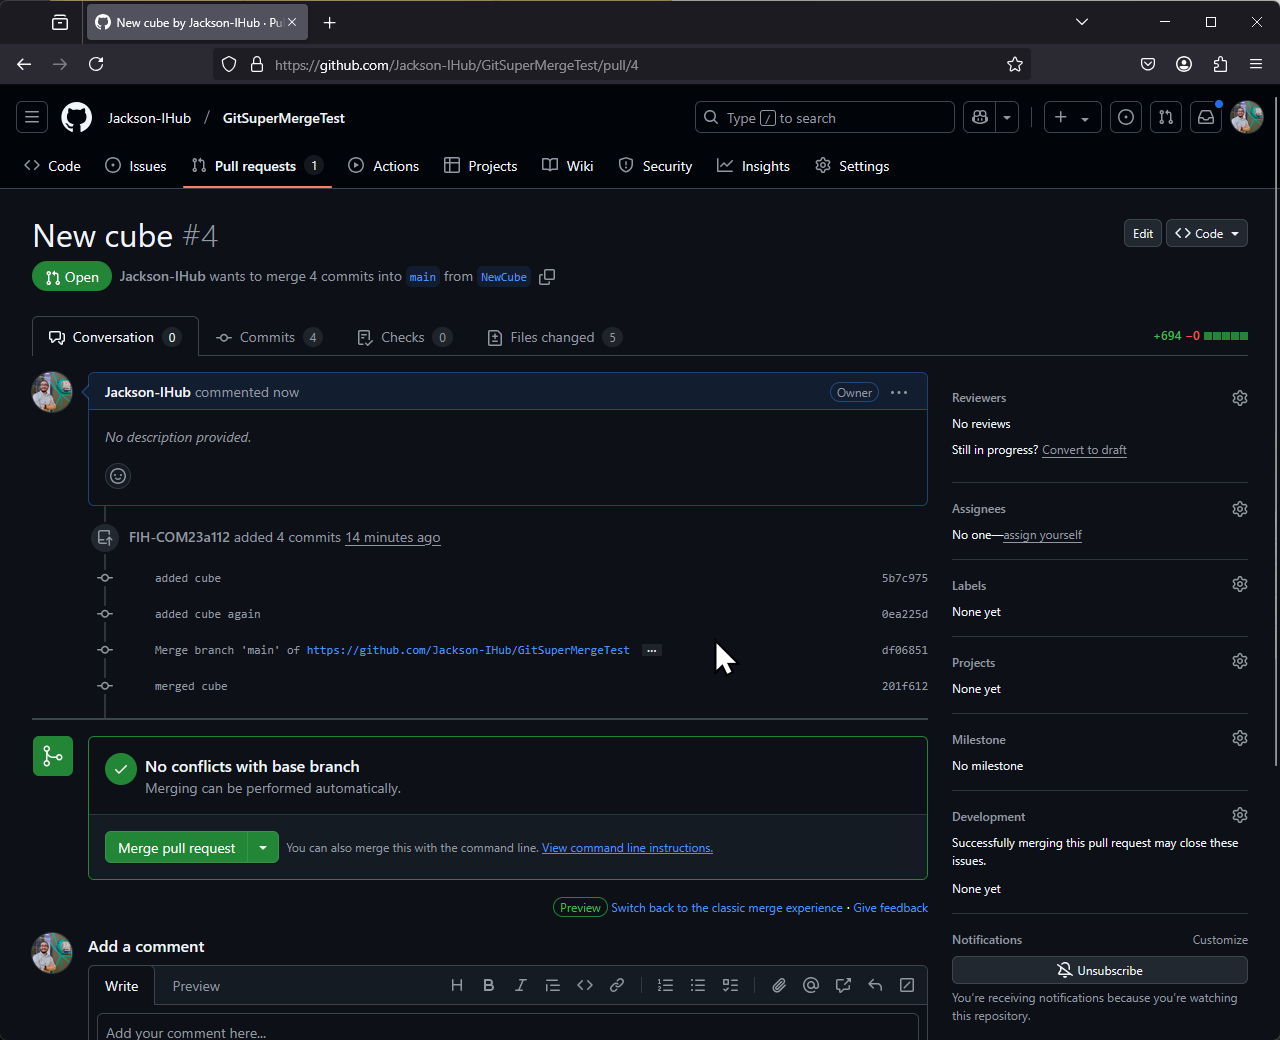 New cube by Jackson-IHub · Pu
https://github.com/Jackson-IHub/GitSuperMergeTest/pull/4
Jackson-IHub / GitSuperMergeTest
Type / to search
Code
Issues
Pull requests 1
Actions
Projects
Wiki
Security
Insights
Settings
New cube #4
Edit
Code
Open
Jackson-IHub wants to merge 4 commits into main from NewCube
Conversation 0
Commits 4
Checks 0
Files changed 5
+694 −0
Jackson-IHub commented now
Owner
No description provided.
FIH-COM23a112 added 4 commits 14 minutes ago
added cube 5b7c975
added cube again 0ea225d
Merge branch 'main' of https://github.com/Jackson-IHub/GitSuperMergeTest ... df06851
merged cube 201f612
No conflicts with base branch
Merging can be performed automatically.
Merge pull request
You can also merge this with the command line. View command line instructions.
Preview Switch back to the classic merge experience · Give feedback
Add a comment
Write
Preview
Add your comment here...
Reviewers
No reviews
Still in progress? Convert to draft
Assignees
No one—assign yourself
Labels
None yet
Projects
None yet
Milestone
No milestone
Development
Successfully merging this pull request may close these
issues.
None yet
Notifications
Customize
Unsubscribe
You're receiving notifications because you're watching
this repository.